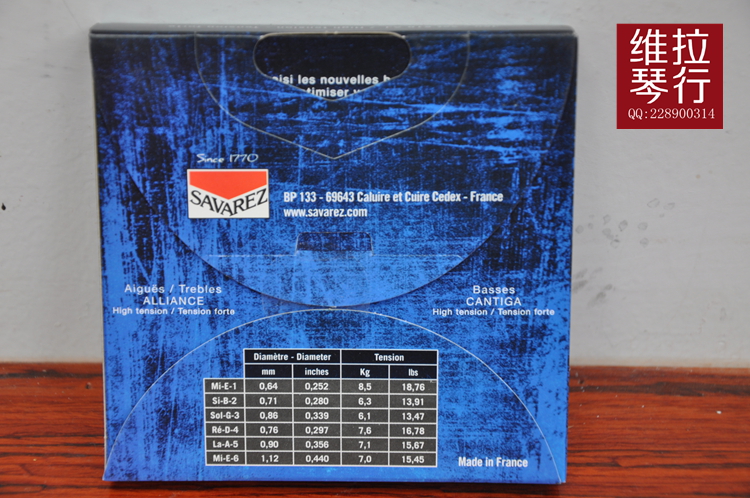 维拉
琴行
QQ:228900314
isi les nouvelles
timiser
Since 1770
SAVAREZ
BP 133 - 69643 Caluire et Cuire Cedex - France
www.savarez.com
Aiguës / Trebles
ALLIANCE
High tension / Tension forte
Basses
CANTIGA
High tension / Tension forte
Diamètre - Diameter Tension
mm inches Kg lbs
Mi-E-1 0,64 0,252 8,5 18,76
Si-B-2 0,71 0,280 6,3 13,91
Sol-G-3 0,86 0,339 6,1 13,47
Ré-D-4 0,76 0,297 7,6 16,78
La-A-5 0,90 0,356 7,1 15,67
Mi-E-6 1,12 0,440 7,0 15,45
Made in France